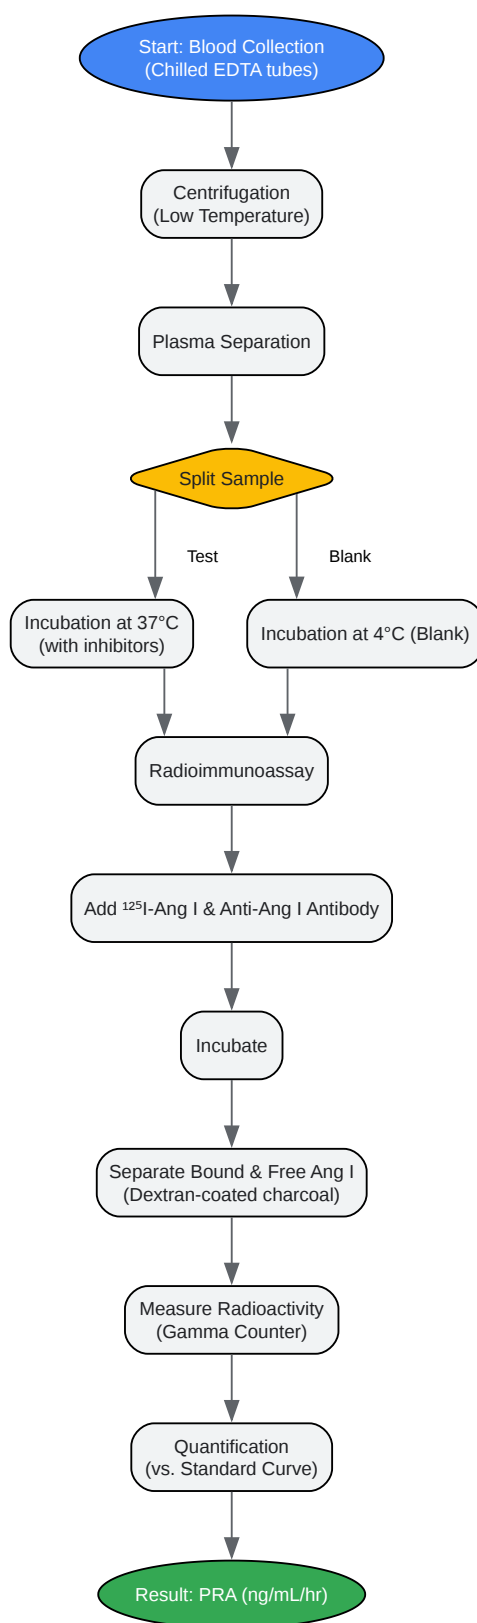 Start: Blood Collection
(Chilled EDTA tubes)
Centrifugation
(Low Temperature)
Plasma Separation
Split Sample
Test
Blank
Incubation at 37°C
(with inhibitors)
Incubation at 4°C (Blank)
Radioimmunoassay
Add ¹²⁵I-Ang I & Anti-Ang I Antibody
Incubate
Separate Bound & Free Ang I
(Dextran-coated charcoal)
Measure Radioactivity
(Gamma Counter)
Quantification
(vs. Standard Curve)
Result: PRA (ng/mL/hr)